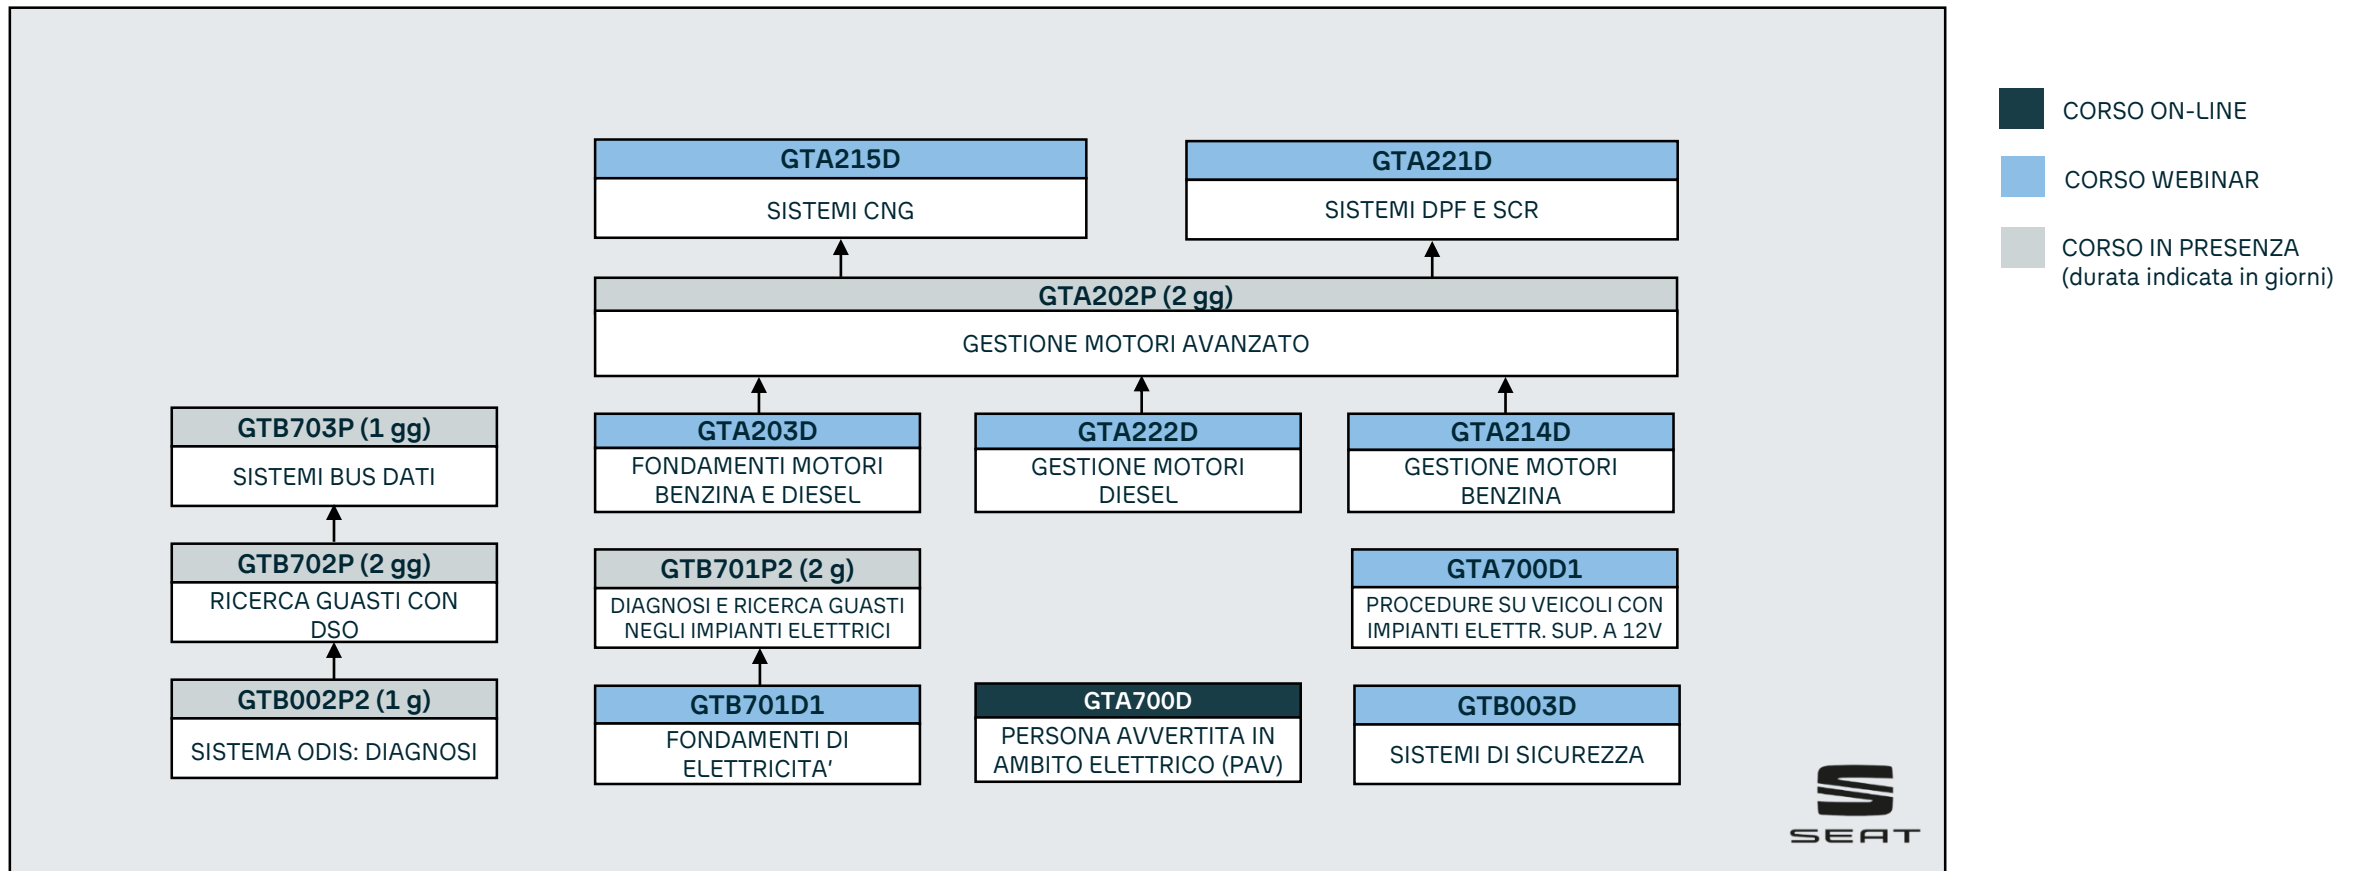 GTA215D
SISTEMI CNG
GTA221D
SISTEMI DPF E SCR
GTA202P (2 gg)
GESTIONE MOTORI AVANZATO
GTB703P (1 gg)
SISTEMI BUS DATI
GTA203D
FONDAMENTI MOTORI
BENZINA E DIESEL
GTA222D
GESTIONE MOTORI
DIESEL
GTA214D
GESTIONE MOTORI
BENZINA
GTB702P (2 gg)
RICERCA GUASTI CON
DSO
GTB701P2 (2 g)
DIAGNOSI E RICERCA GUASTI
NEGLI IMPIANTI ELETTRICI
GTA700D1
PROCEDURE SU VEICOLI CON
IMPIANTI ELETTR. SUP. A 12V
GTB002P2 (1 g)
SISTEMA ODIS: DIAGNOSI
GTB701D1
FONDAMENTI DI
ELETTRICITA’
GTA700D
PERSONA AVVERTITA IN
AMBITO ELETTRICO (PAV)
GTB003D
SISTEMI DI SICUREZZA
SEAT
CORSO ON-LINE
CORSO WEBINAR
CORSO IN PRESENZA
(durata indicata in giorni)